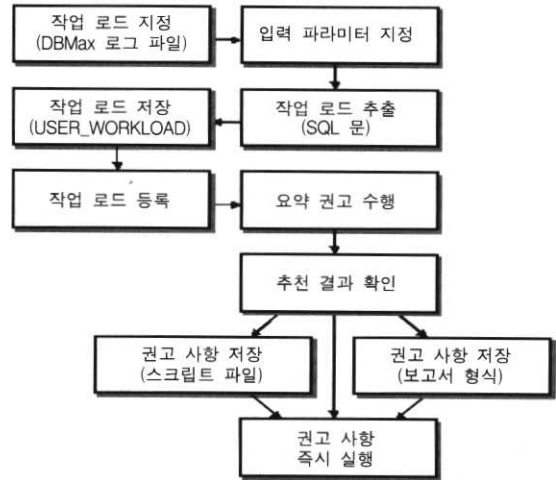 작업 로드 지정
(DBMax 로그 파일)
입력 파라미터 지정
작업 로드 저장
(USER_WORKLOAD)
작업 로드 추출
(SQL 문)
작업 로드 등록
요약 권고 수행
추천 결과 확인
권고 사항 저장
(스크립트 파일)
권고 사항 저장
(보고서 형식)
권고 사항
즉시 실행